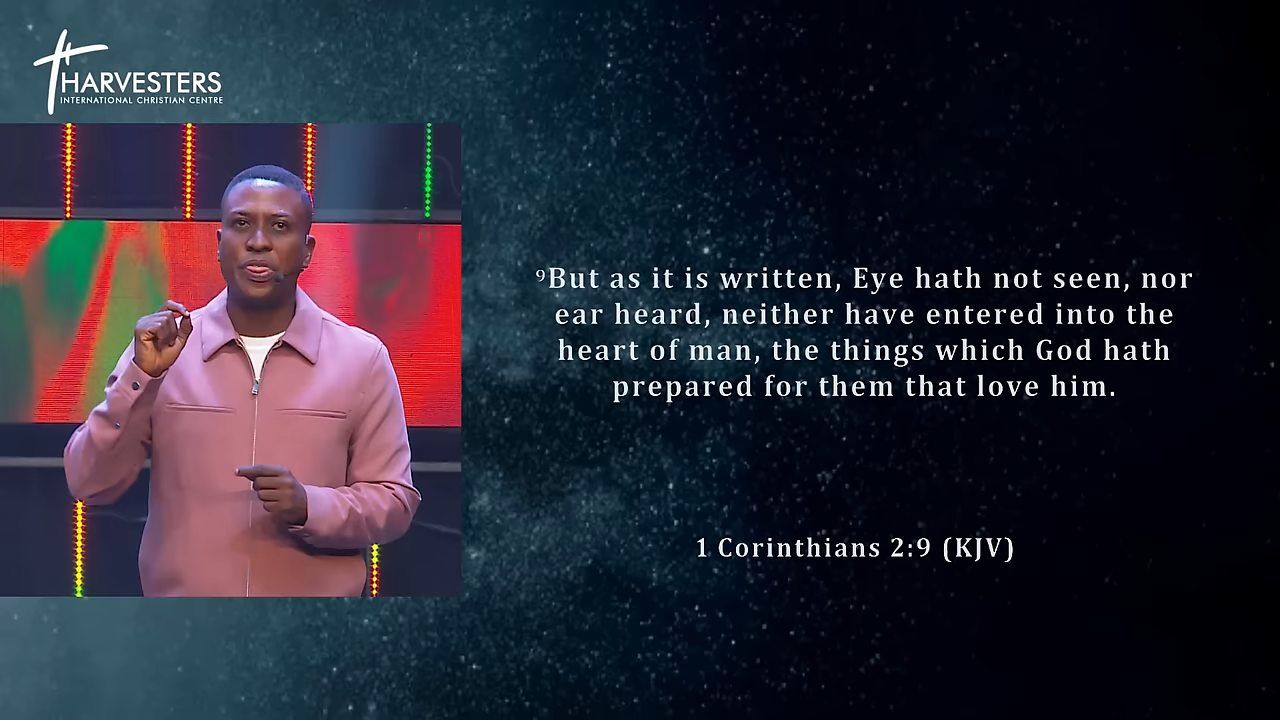 HARVESTERS
INTERNATIONAL CHRISTIAN CENTRE
⁹But as it is written, Eye hath not seen, nor
ear heard, neither have entered into the
heart of man, the things which God hath
prepared for them that love him.
1 Corinthians 2:9 (KJV)